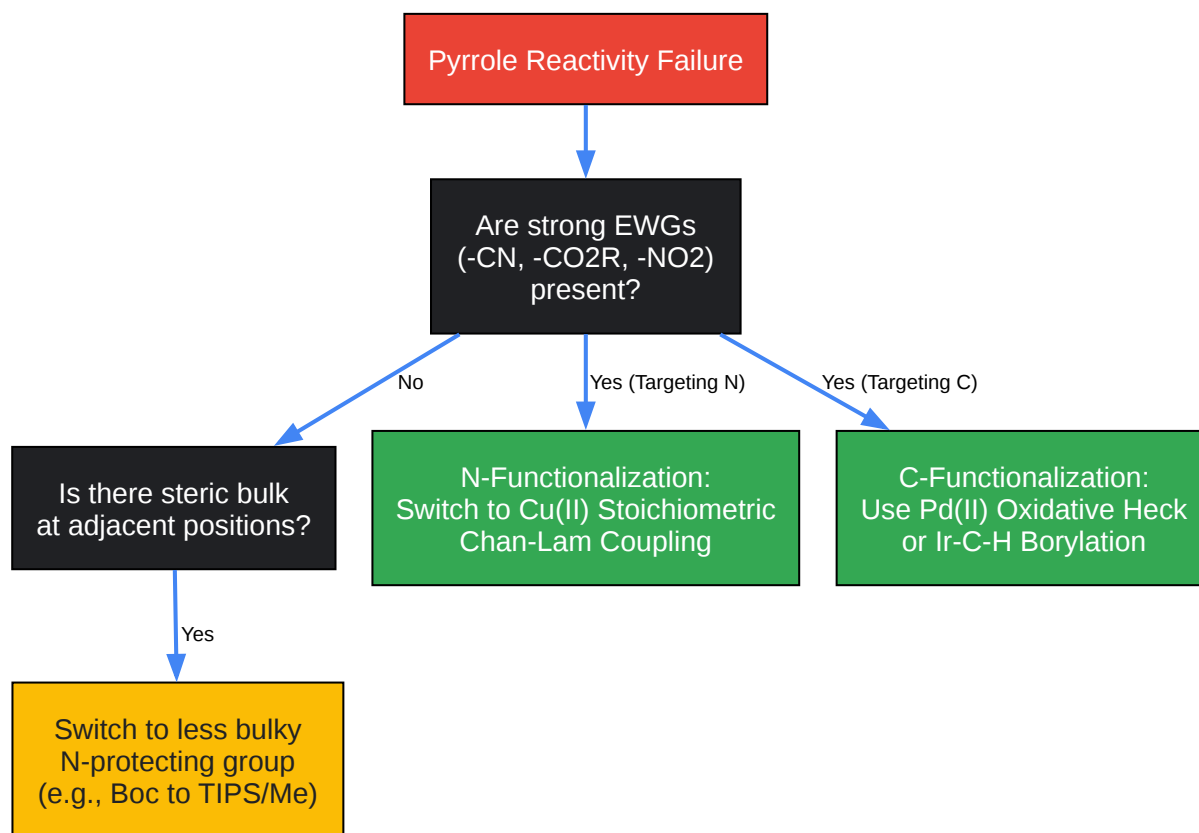 Pyrrole Reactivity Failure
Are strong EWGs
(-CN, -CO2R, -NO2)
present?
No
Yes (Targeting N)
Yes (Targeting C)
Is there steric bulk
at adjacent positions?
N-Functionalization:
Switch to Cu(II) Stoichiometric
Chan-Lam Coupling
C-Functionalization:
Use Pd(II) Oxidative Heck
or Ir-C-H Borylation
Yes
Switch to less bulky
N-protecting group
(e.g., Boc to TIPS/Me)